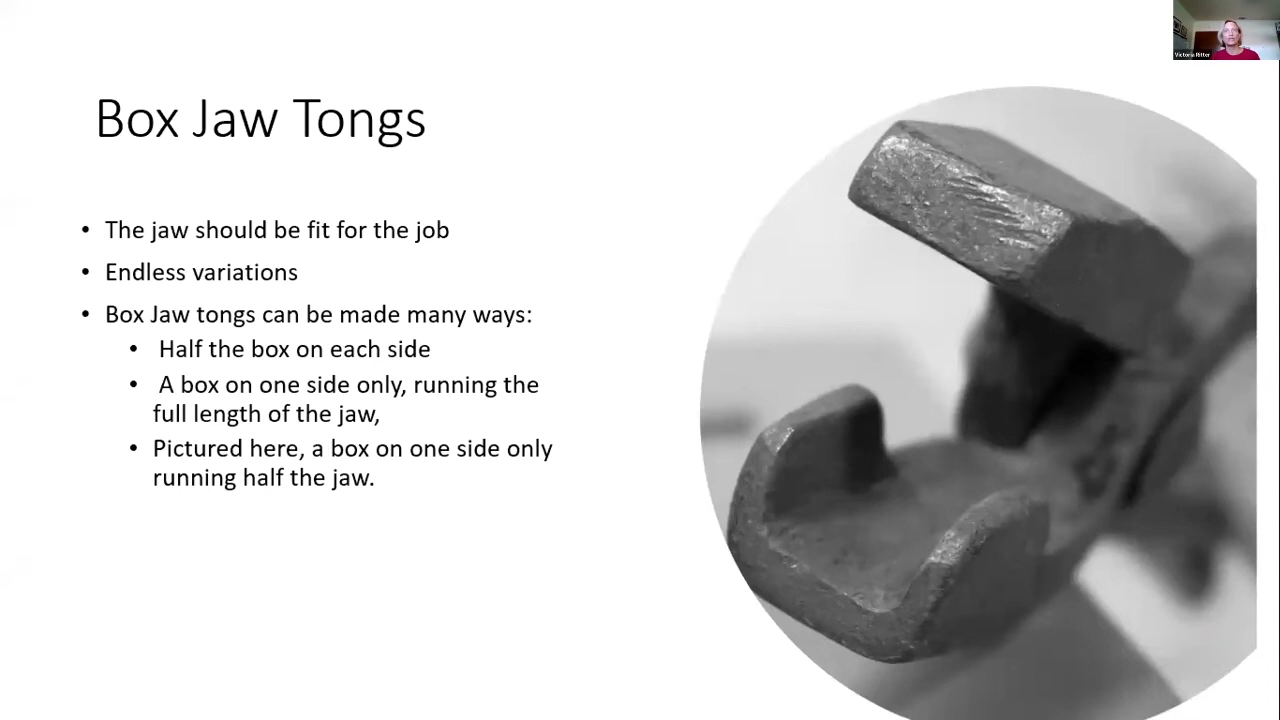 Victoria Ritter
Box Jaw Tongs
• The jaw should be fit for the job
• Endless variations
• Box Jaw tongs can be made many ways:
• Half the box on each side
• A box on one side only, running the
full length of the jaw,
• Pictured here, a box on one side only
running half the jaw.